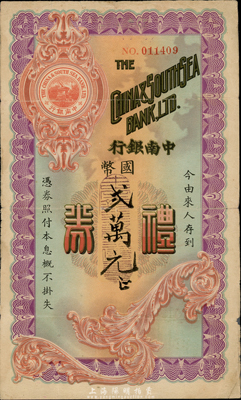 NO. 011409
THE
CHINA & SOUTH SEA
BANK, LTD.
中南銀行
國幣
今由來人存到
貳萬元正
禮券
憑券照付本息概不掛失